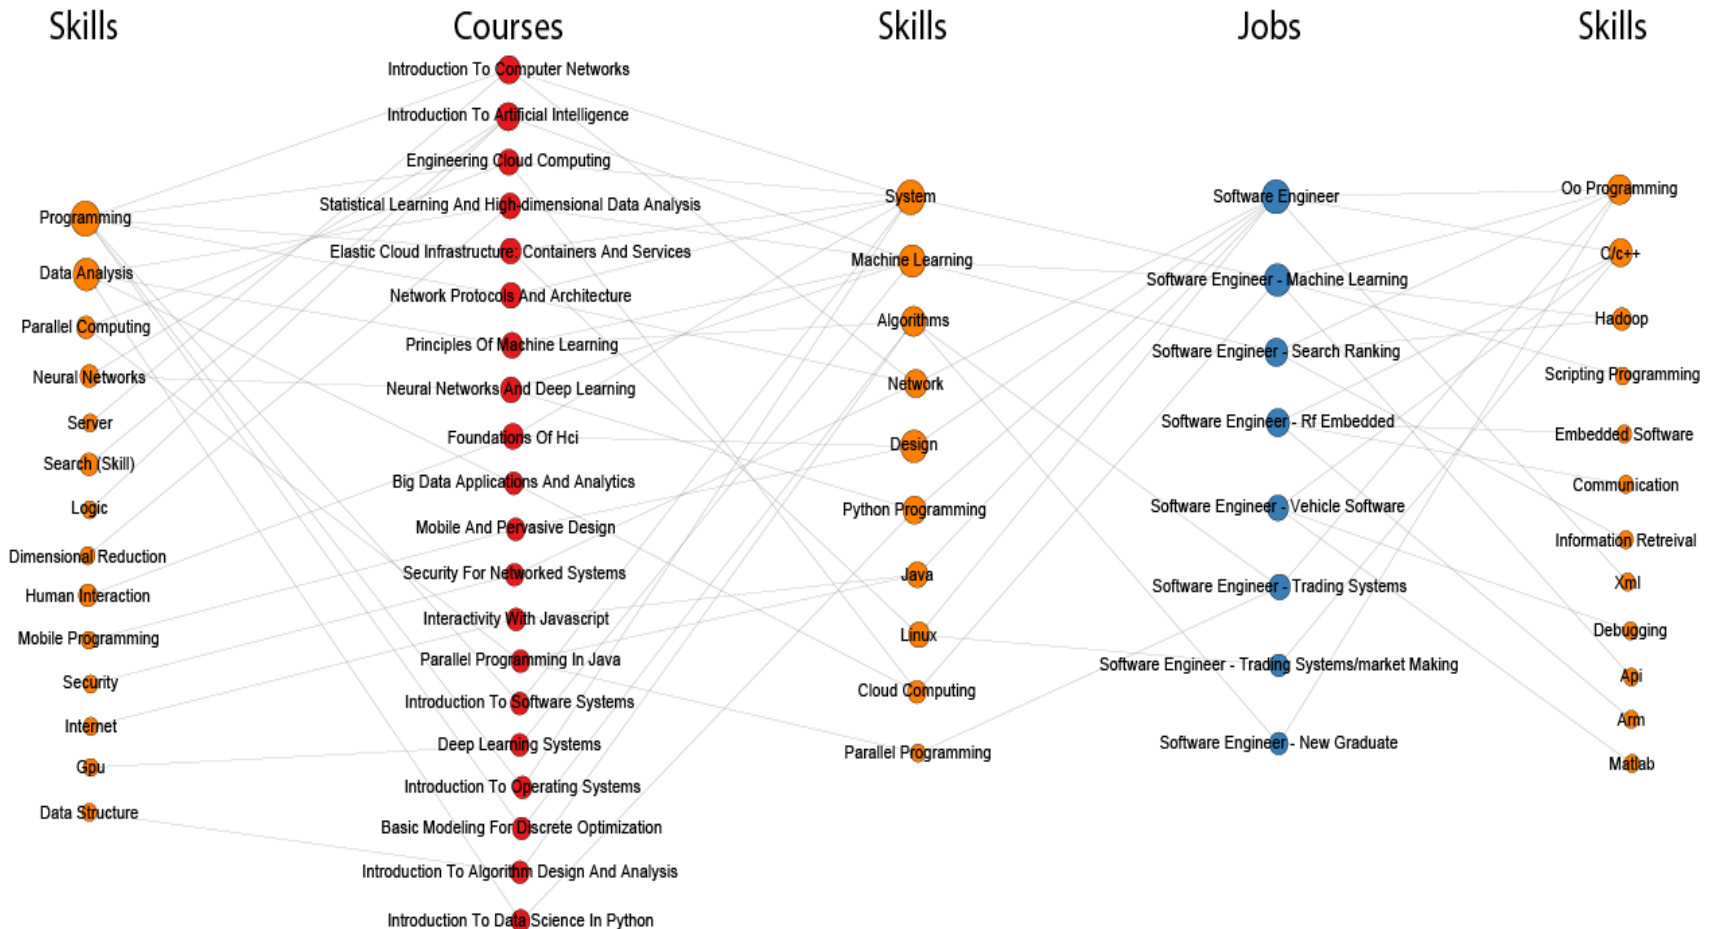 Skills
Courses
Skills
Jobs
Skills
Programming
Data Analysis
Parallel Computing
Neural Networks
Server
Search (Skill)
Logic
Dimensional Reduction
Human Interaction
Mobile Programming
Security
Internet
Gpu
Data Structure
Introduction To Computer Networks
Introduction To Artificial Intelligence
Engineering Cloud Computing
Statistical Learning And High-dimensional Data Analysis
Elastic Cloud Infrastructure: Containers And Services
Network Protocols And Architecture
Principles Of Machine Learning
Neural Networks And Deep Learning
Foundations Of Hci
Big Data Applications And Analytics
Mobile And Pervasive Design
Security For Networked Systems
Interactivity With Javascript
Parallel Programming In Java
Introduction To Software Systems
Deep Learning Systems
Introduction To Operating Systems
Basic Modeling For Discrete Optimization
Introduction To Algorithm Design And Analysis
Introduction To Data Science In Python
System
Machine Learning
Algorithms
Network
Design
Python Programming
Java
Linux
Cloud Computing
Parallel Programming
Software Engineer
Software Engineer - Machine Learning
Software Engineer - Search Ranking
Software Engineer - Rf Embedded
Software Engineer - Vehicle Software
Software Engineer - Trading Systems
Software Engineer - Trading Systems/market Making
Software Engineer - New Graduate
Oo Programming
C/c++
Hadoop
Scripting Programming
Embedded Software
Communication
Information Retreival
Xml
Debugging
Api
Arm
Matlab